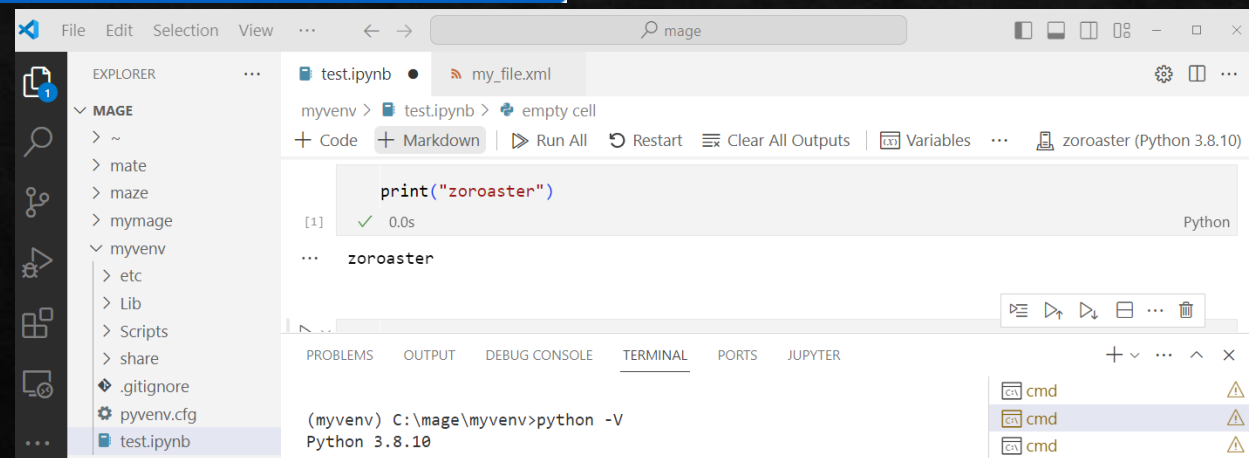 File Edit Selection View ... mage
EXPLORER ...
MAGE
~
mate
maze
mymage
myvenv
etc
Lib
Scripts
share
.gitignore
pyvenv.cfg
test.ipynb
1
test.ipynb my_file.xml
myvenv > test.ipynb > empty cell
+ Code + Markdown Run All Restart Clear All Outputs Variables ... zoroaster (Python 3.8.10)
print("zoroaster")
[1] 0.0s Python
... zoroaster
PROBLEMS OUTPUT DEBUG CONSOLE TERMINAL PORTS JUPYTER
(myvenv) C:\mage\myvenv>python -V
Python 3.8.10
cmd
cmd
cmd